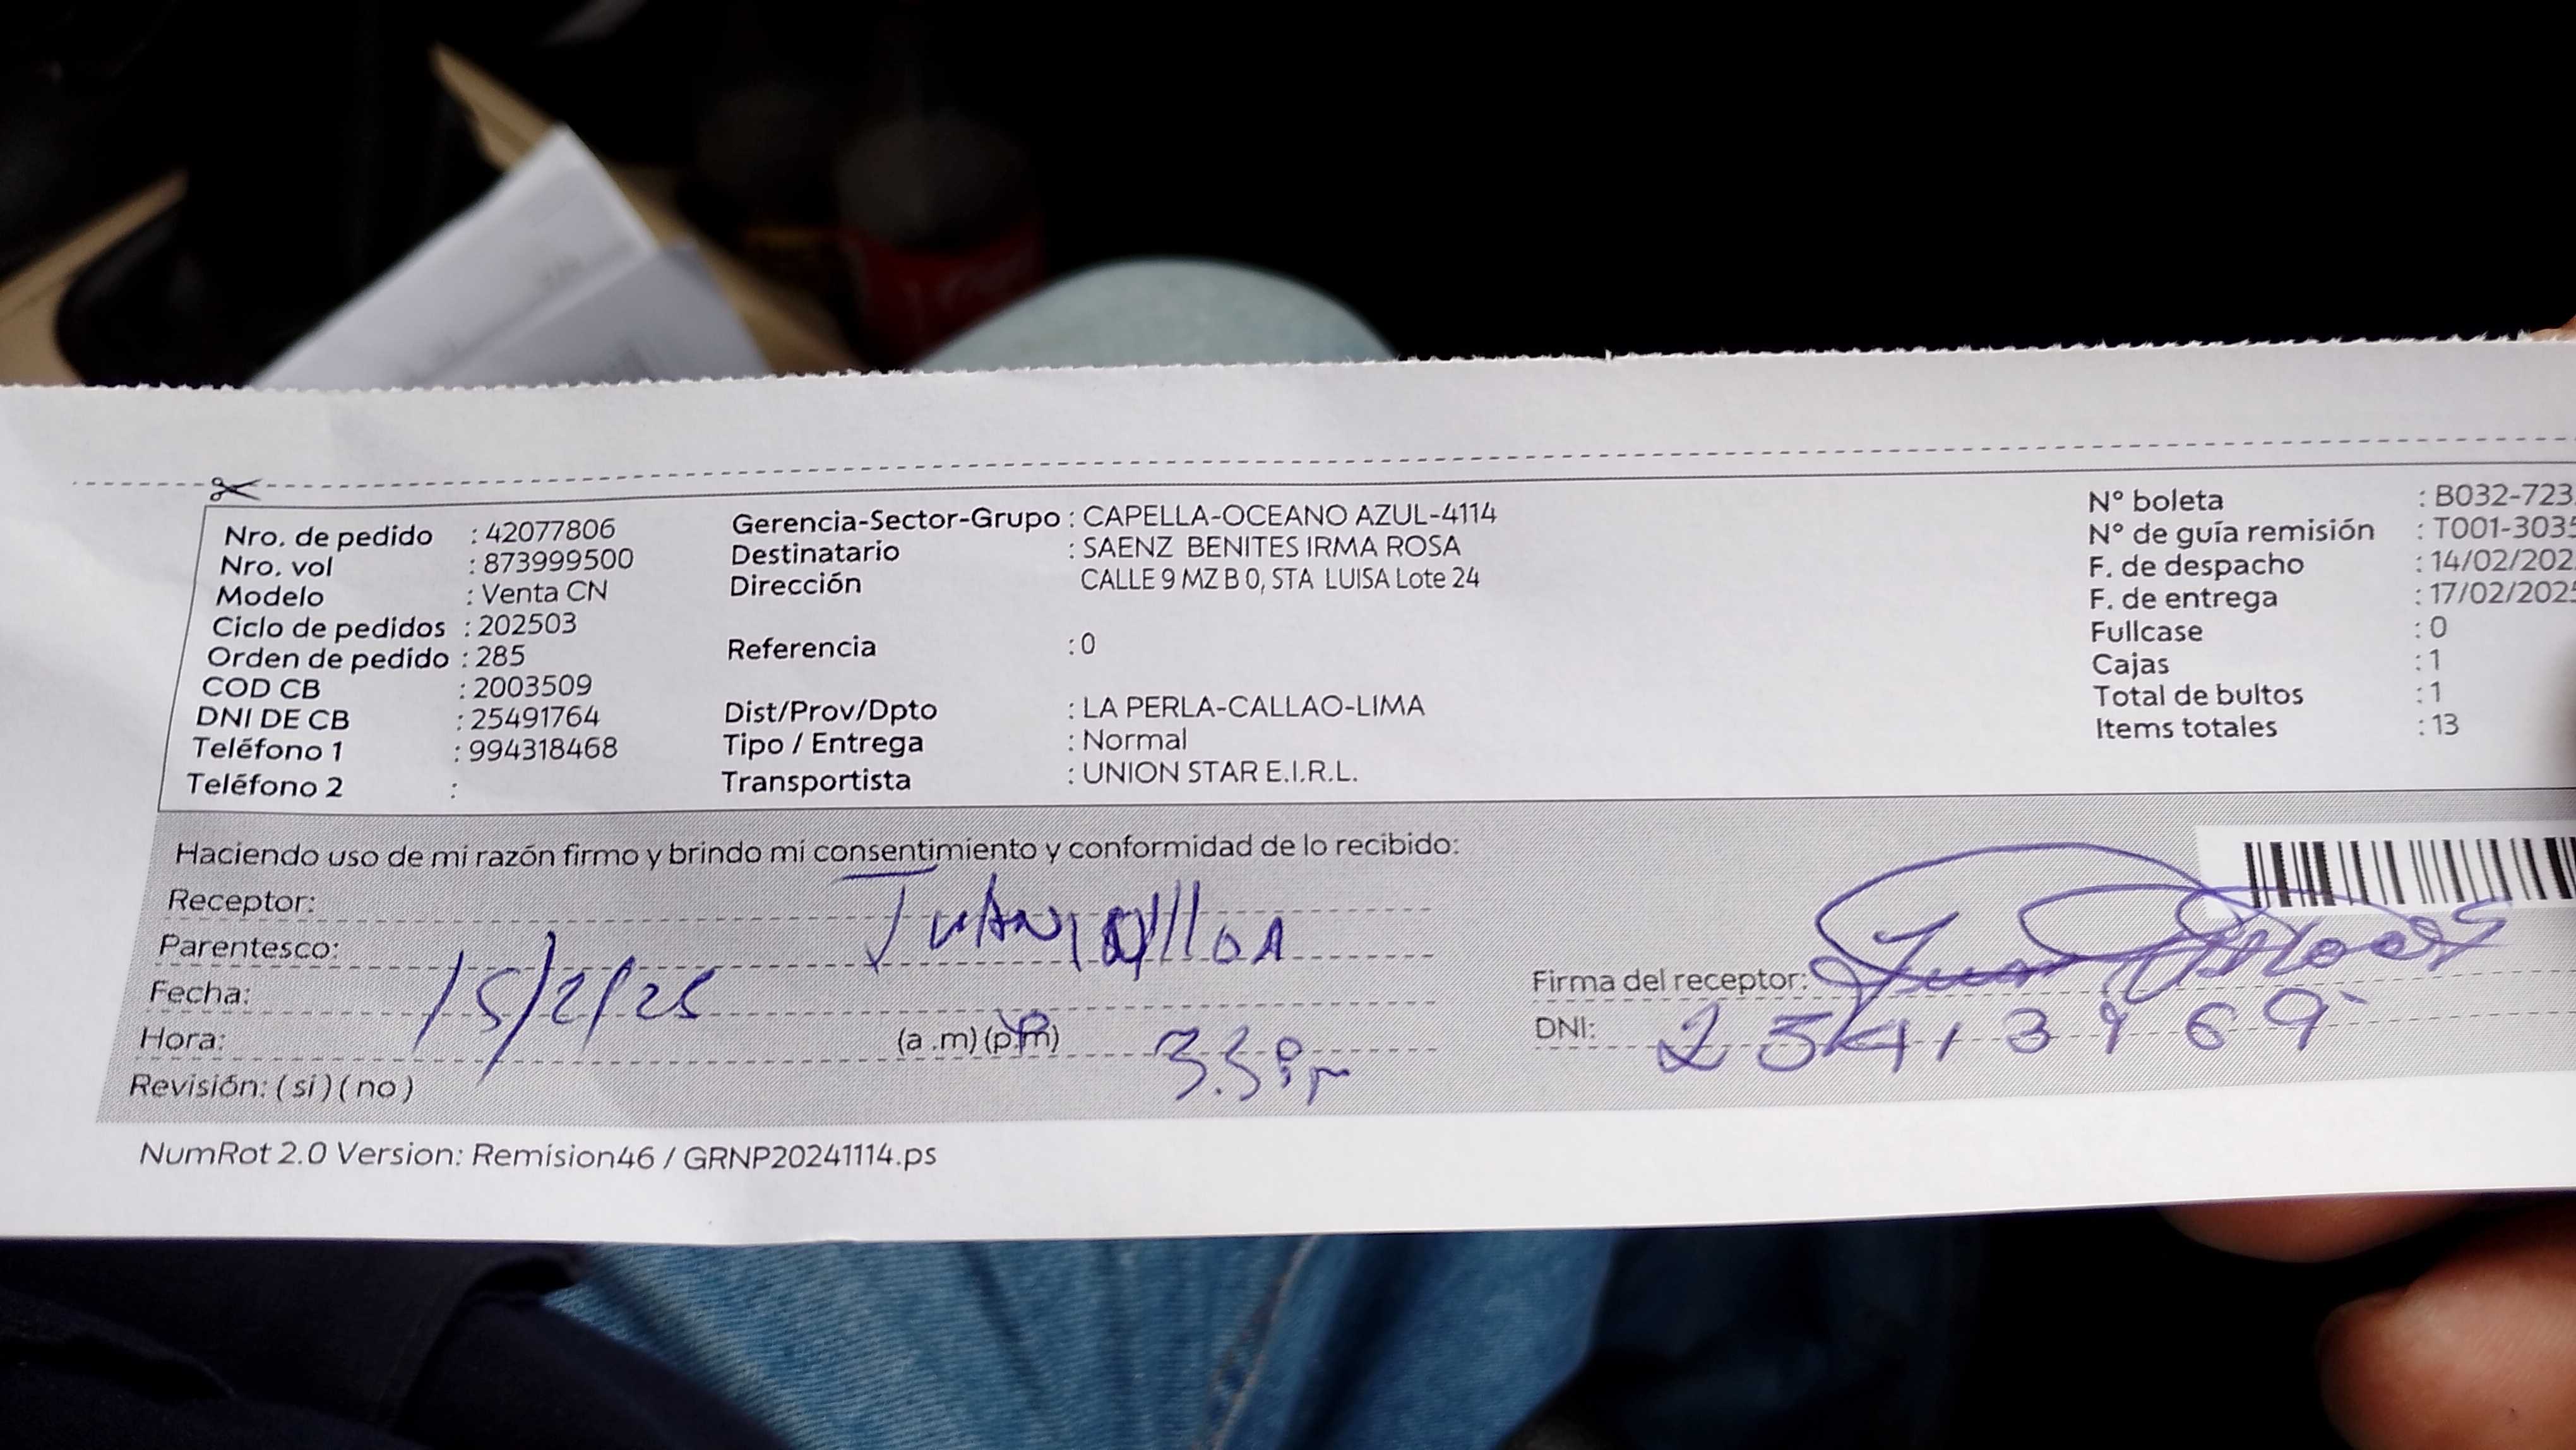 Nro. de pedido : 42077806
Nro. vol : 873999500
Modelo : Venta CN
Ciclo de pedidos : 202503
Orden de pedido : 285
COD CB : 2003509
DNI DE CB : 25491764
Teléfono 1 : 994318468
Teléfono 2 :
Gerencia-Sector-Grupo : CAPELLA-OCEANO AZUL-4114
Destinatario : SAENZ BENITES IRMA ROSA
Dirección CALLE 9 MZ B 0, STA LUISA Lote 24
Referencia : 0
Dist/Prov/Dpto : LA PERLA-CALLAO-LIMA
Tipo / Entrega : Normal
Transportista : UNION STAR E.I.R.L.
N° boleta : B032-723
N° de guía remisión : T001-3035
F. de despacho : 14/02/202
F. de entrega : 17/02/2025
Fullcase : 0
Cajas : 1
Total de bultos : 1
Items totales : 13
Haciendo uso de mi razón firmo y brindo mi consentimiento y conformidad de lo recibido:
Receptor:
Parentesco:
Fecha: 15/2/25
Hora: (a .m) (p.m)
Revisión: ( si ) ( no )
Firma del receptor:
DNI:
NumRot 2.0 Version: Remision46 / GRNP20241114.ps